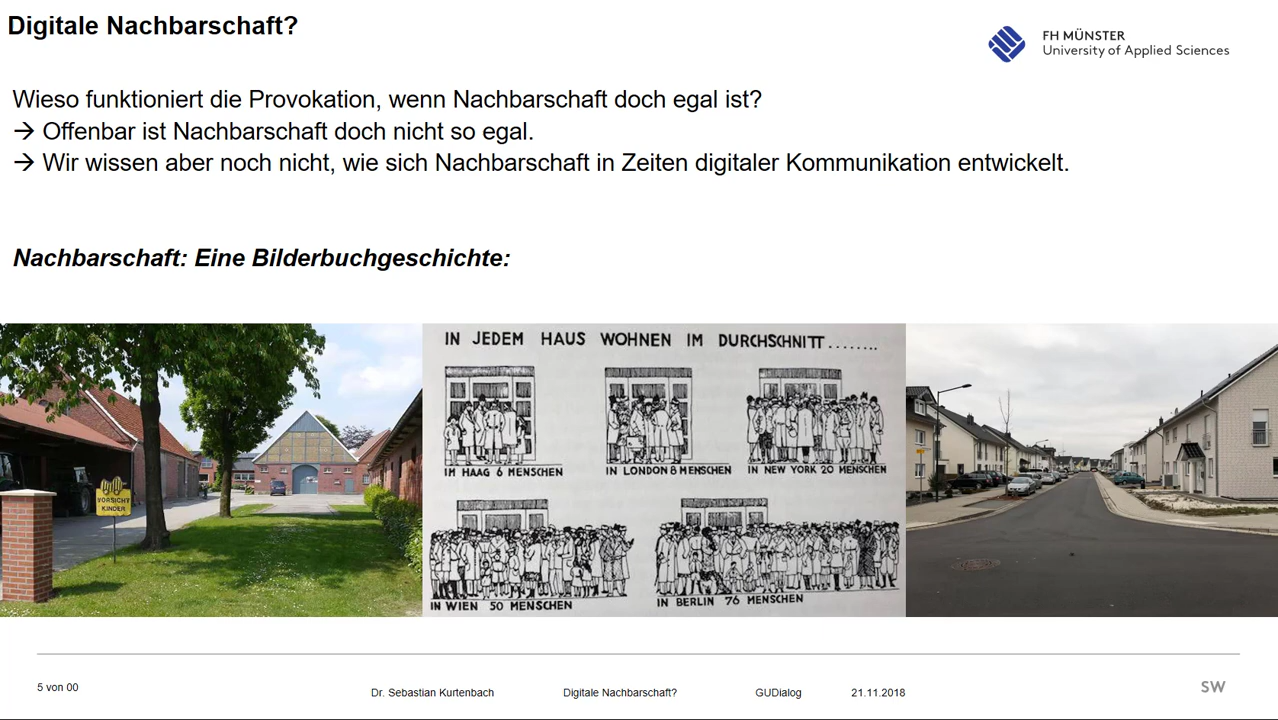 Digitale Nachbarschaft?
FH MÜNSTER
University of Applied Sciences
Wieso funktioniert die Provokation, wenn Nachbarschaft doch egal ist?
→ Offenbar ist Nachbarschaft doch nicht so egal.
→ Wir wissen aber noch nicht, wie sich Nachbarschaft in Zeiten digitaler Kommunikation entwickelt.
Nachbarschaft: Eine Bilderbuchgeschichte:
VORSICHT
KINDER
IN JEDEM HAUS WOHNEN IM DURCHSCHNITT........
IM HAAG 6 MENSCHEN
IN LONDON 8 MENSCHEN
IN NEW YORK 20 MENSCHEN
IN WIEN 50 MENSCHEN
IN BERLIN 76 MENSCHEN
5 von 00
Dr. Sebastian Kurtenbach
Digitale Nachbarschaft?
GUDialog
21.11.2018
SW